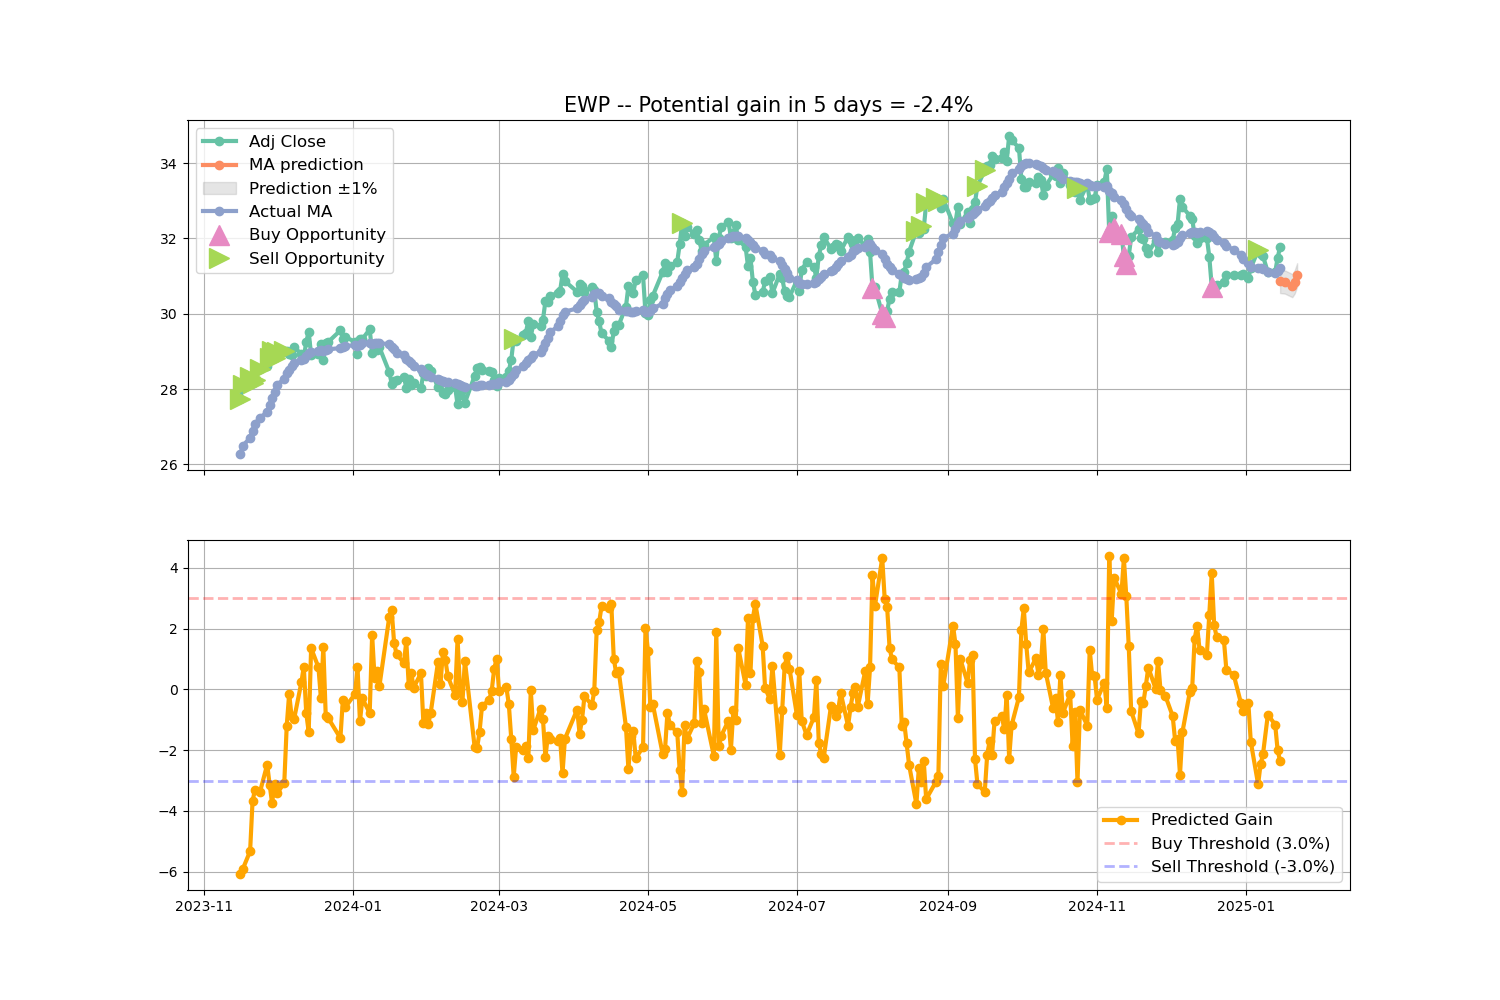 EWP -- Potential gain in 5 days = -2.4%
Adj Close
MA prediction
Prediction ±1%
Actual MA
Buy Opportunity
Sell Opportunity
34
32
30
28
26
4
2
0
−2
−4
−6
Predicted Gain
Buy Threshold (3.0%)
Sell Threshold (-3.0%)
2023-11
2024-01
2024-03
2024-05
2024-07
2024-09
2024-11
2025-01